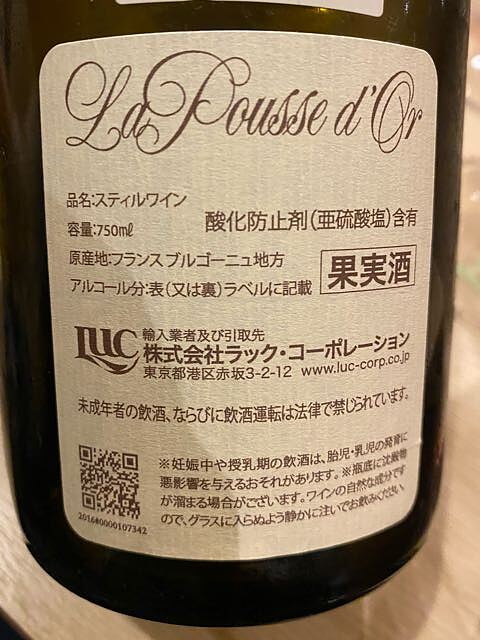 La Pousse d'Or
品名:スティルワイン
容量:750㎖
酸化防止剤(亜硫酸塩)含有
原産地:フランス ブルゴーニュ地方
アルコール分:表(又は裏)ラベルに記載
果実酒
LUC
輸入業者及び引取先
株式会社ラック・コーポレーション
東京都港区赤坂3-2-12 www.luc-corp.co.jp
未成年者の飲酒、ならびに飲酒運転は法律で禁じられています。
※妊娠中や授乳期の飲酒は、胎児・乳児の発育に
悪影響を与えるおそれがあります。※瓶底に沈澱物
が溜まる場合がございます。ワインの自然な成分です
ので、グラスに入らぬよう静かに注いでお飲みください。
201680000107342